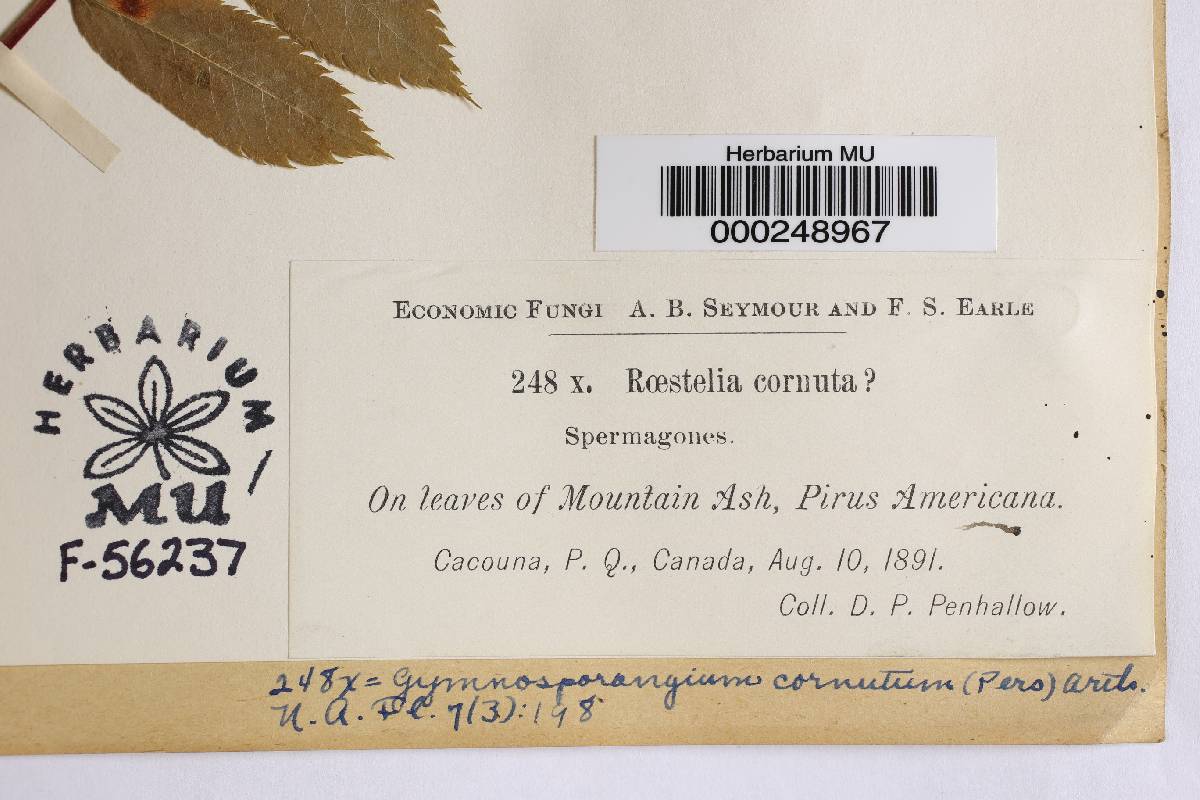 Herbarium MU
000248967
ECONOMIC FUNGI A. B. SEYMOUR AND F. S. EARLE
248 x. Rœstelia cornuta?
Spermagones.
On leaves of Mountain Ash, Pirus Americana.
Cacouna, P. Q., Canada, Aug. 10, 1891.
Coll. D. P. Penhallow.
HERBARIUM
MU
F-56237
248x = Gymnosporangium cornutum (Pers) Arth.
N. A. Fl. 7(3):198